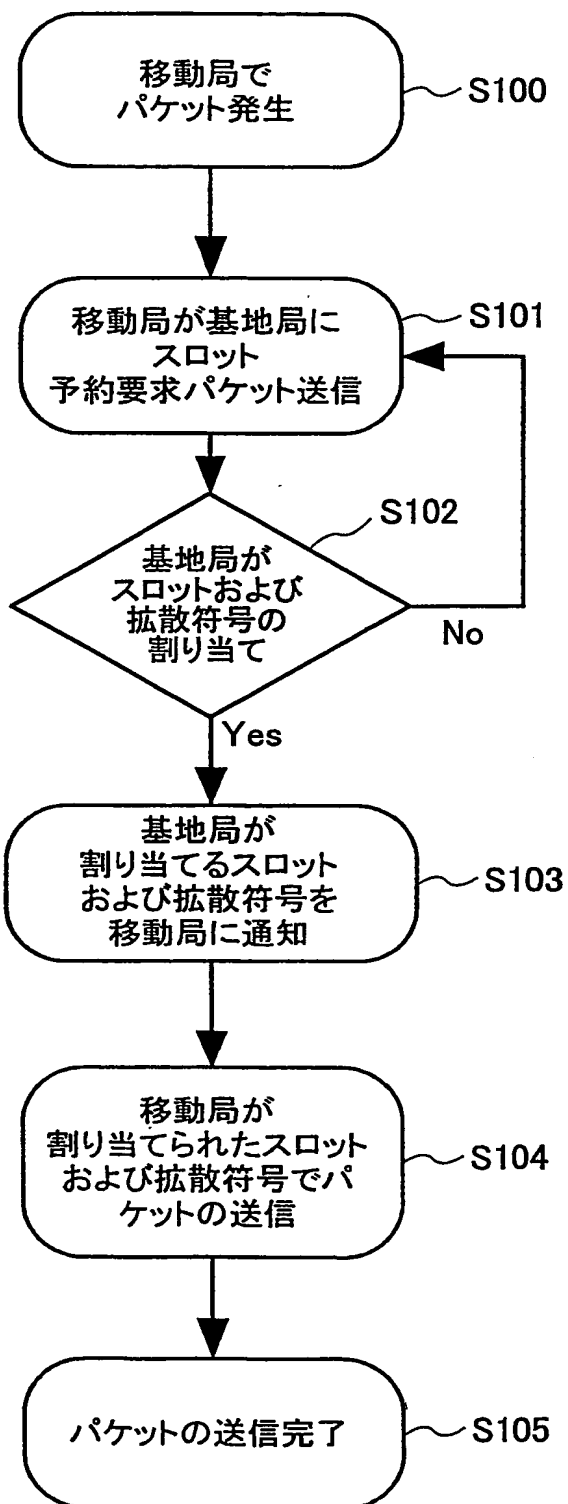 移動局で
パケット発生
S100
移動局が基地局に
スロット
予約要求パケット送信
S101
基地局が
スロットおよび
拡散符号の
割り当て
S102
No
Yes
基地局が
割り当てるスロット
および拡散符号を
移動局に通知
S103
移動局が
割り当てられたスロット
および拡散符号でパ
ケットの送信
S104
パケットの送信完了
S105